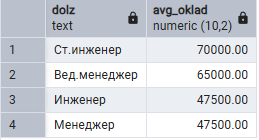 dolz avg_oklad
text numeric (10,2)
1 Ст.инженер 70000.00
2 Вед.менеджер 65000.00
3 Инженер 47500.00
4 Менеджер 47500.00